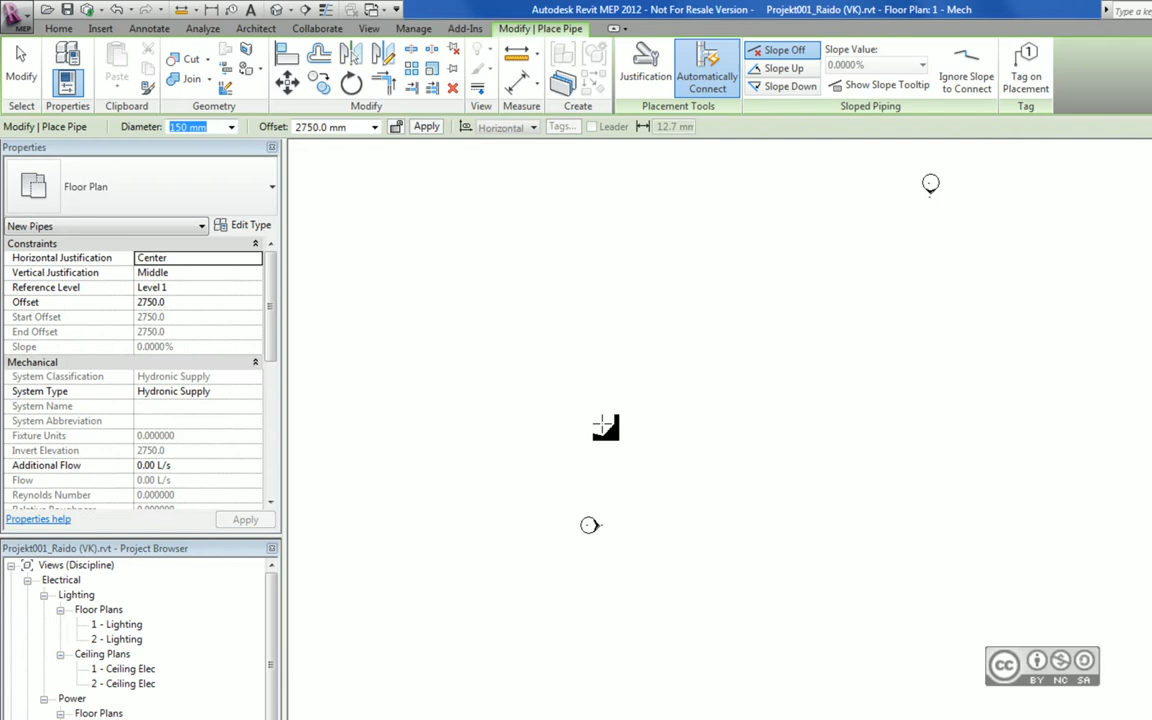 Autodesk Revit MEP 2012 - Not For Resale Version - Projekt001_Raido (VK).rvt - Floor Plan: 1 - Mech
Type a ke
MEP
Home Insert Annotate Analyze Architect Collaborate View Manage Add-Ins Modify | Place Pipe
Modify Paste Cut Join Justification Automatically Connect Slope Off Slope Up Slope Down Slope Value: 0.0000% Show Slope Tooltip Ignore Slope to Connect Tag on Placement
Select Properties Clipboard Geometry Modify View Measure Create Placement Tools Sloped Piping Tag
Modify | Place Pipe Diameter: 150 mm Offset: 2750.0 mm Apply Horizontal Tags... Leader 12.7 mm
Properties
Floor Plan
New Pipes Edit Type
Constraints
Horizontal Justification Center
Vertical Justification Middle
Reference Level Level 1
Offset 2750.0
Start Offset 2750.0
End Offset 2750.0
Slope 0.0000%
Mechanical
System Classification Hydronic Supply
System Type Hydronic Supply
System Name
System Abbreviation
Fixture Units 0.000000
Invert Elevation 2750.0
Additional Flow 0.00 L/s
Flow 0.00 L/s
Reynolds Number 0.000000
Relative Roughness 0.000000
Properties help Apply
Projekt001_Raido (VK).rvt - Project Browser
Views (Discipline)
Electrical
Lighting
Floor Plans
1 - Lighting
2 - Lighting
Ceiling Plans
1 - Ceiling Elec
2 - Ceiling Elec
Power
Floor Plans
cc
BY NC SA